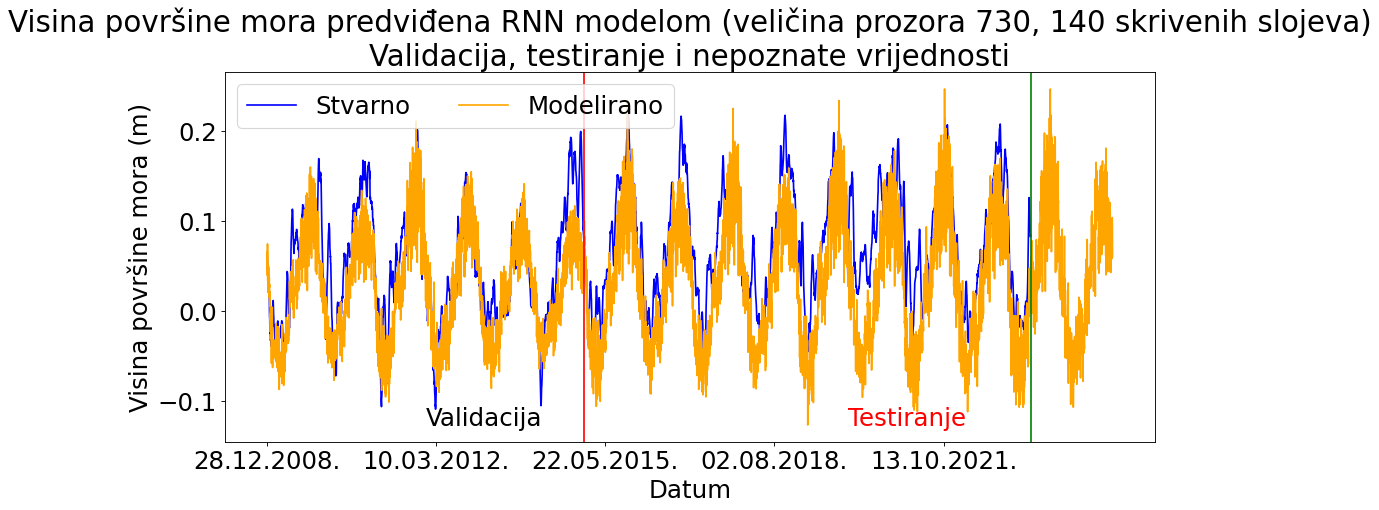 Visina površine mora predviđena RNN modelom (veličina prozora 730, 140 skrivenih slojeva)
Validacija, testiranje i nepoznate vrijednosti
Stvarno
Modelirano
Visina površine mora (m)
0.2
0.1
0.0
−0.1
Validacija
Testiranje
28.12.2008.
10.03.2012.
22.05.2015.
02.08.2018.
13.10.2021.
Datum